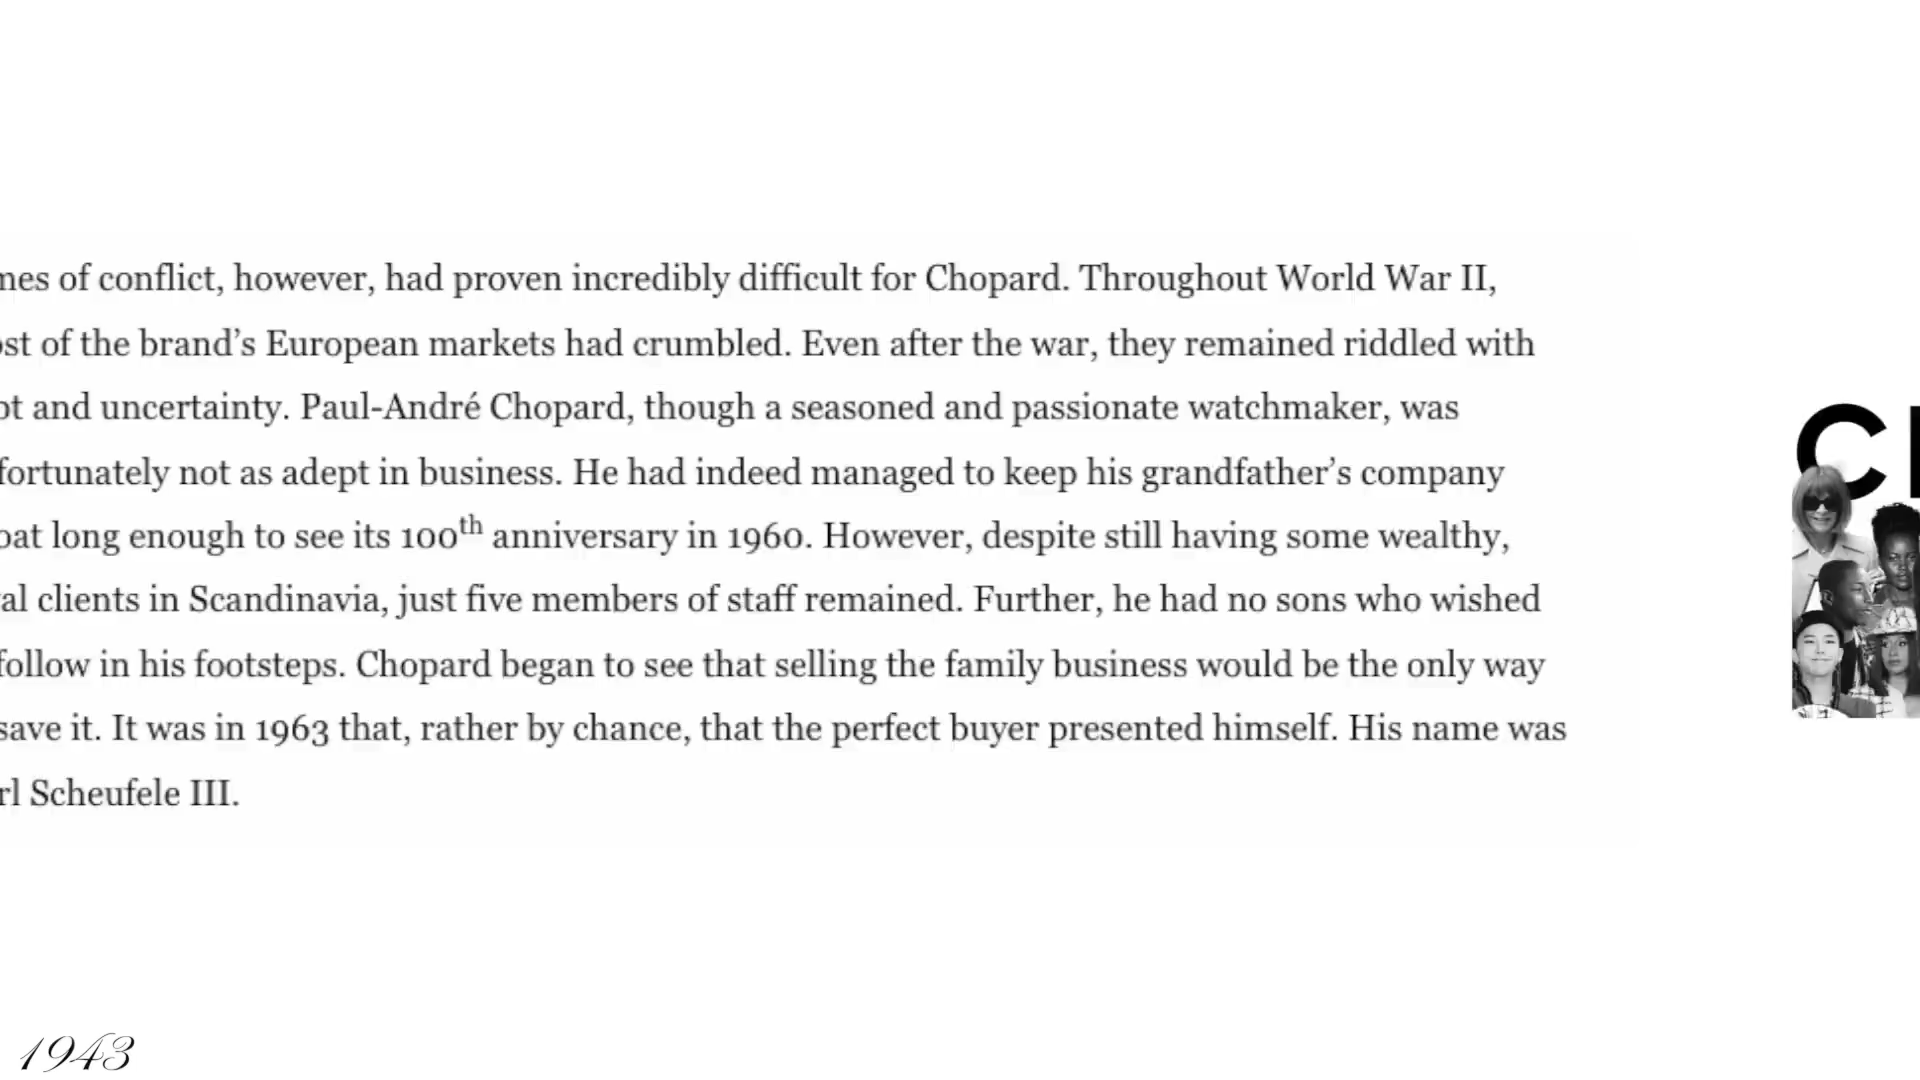 mes of conflict, however, had proven incredibly difficult for Chopard. Throughout World War II,
ost of the brand’s European markets had crumbled. Even after the war, they remained riddled with
bt and uncertainty. Paul-André Chopard, though a seasoned and passionate watchmaker, was
fortunately not as adept in business. He had indeed managed to keep his grandfather’s company
oat long enough to see its 100th anniversary in 1960. However, despite still having some wealthy,
al clients in Scandinavia, just five members of staff remained. Further, he had no sons who wished
follow in his footsteps. Chopard began to see that selling the family business would be the only way
save it. It was in 1963 that, rather by chance, that the perfect buyer presented himself. His name was
rl Scheufele III.
C
1943